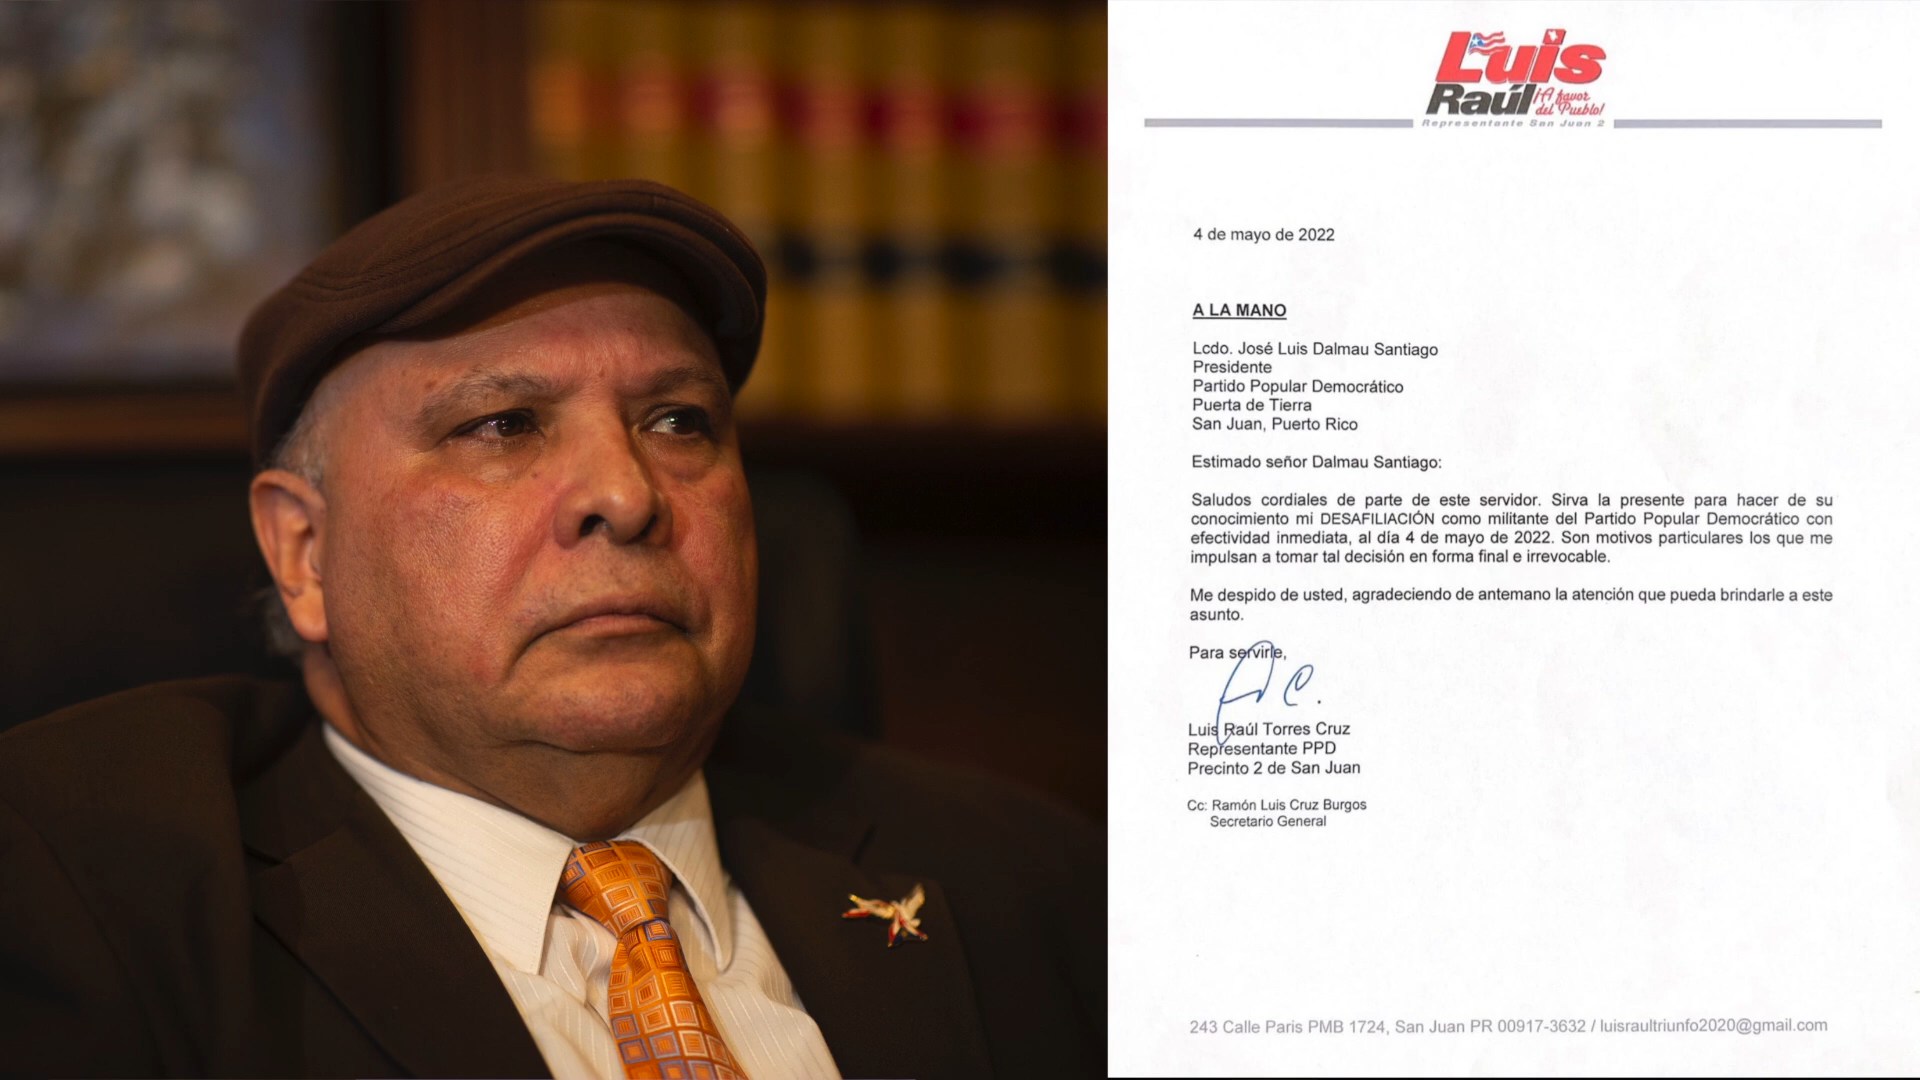 Luis
Raúl ¡A favor
del Pueblo!
Representante San Juan 2
4 de mayo de 2022
A LA MANO
Lcdo. José Luis Dalmau Santiago
Presidente
Partido Popular Democrático
Puerta de Tierra
San Juan, Puerto Rico
Estimado señor Dalmau Santiago:
Saludos cordiales de parte de este servidor. Sirva la presente para hacer de su
conocimiento mi DESAFILIACIÓN como militante del Partido Popular Democrático con
efectividad inmediata, al día 4 de mayo de 2022. Son motivos particulares los que me
impulsan a tomar tal decisión en forma final e irrevocable.
Me despido de usted, agradeciendo de antemano la atención que pueda brindarle a este
asunto.
Para servirle,
Luis Raúl Torres Cruz
Representante PPD
Precinto 2 de San Juan
Cc: Ramón Luis Cruz Burgos
Secretario General
243 Calle Paris PMB 1724, San Juan PR 00917-3632 / luisraultriunfo2020@gmail.com